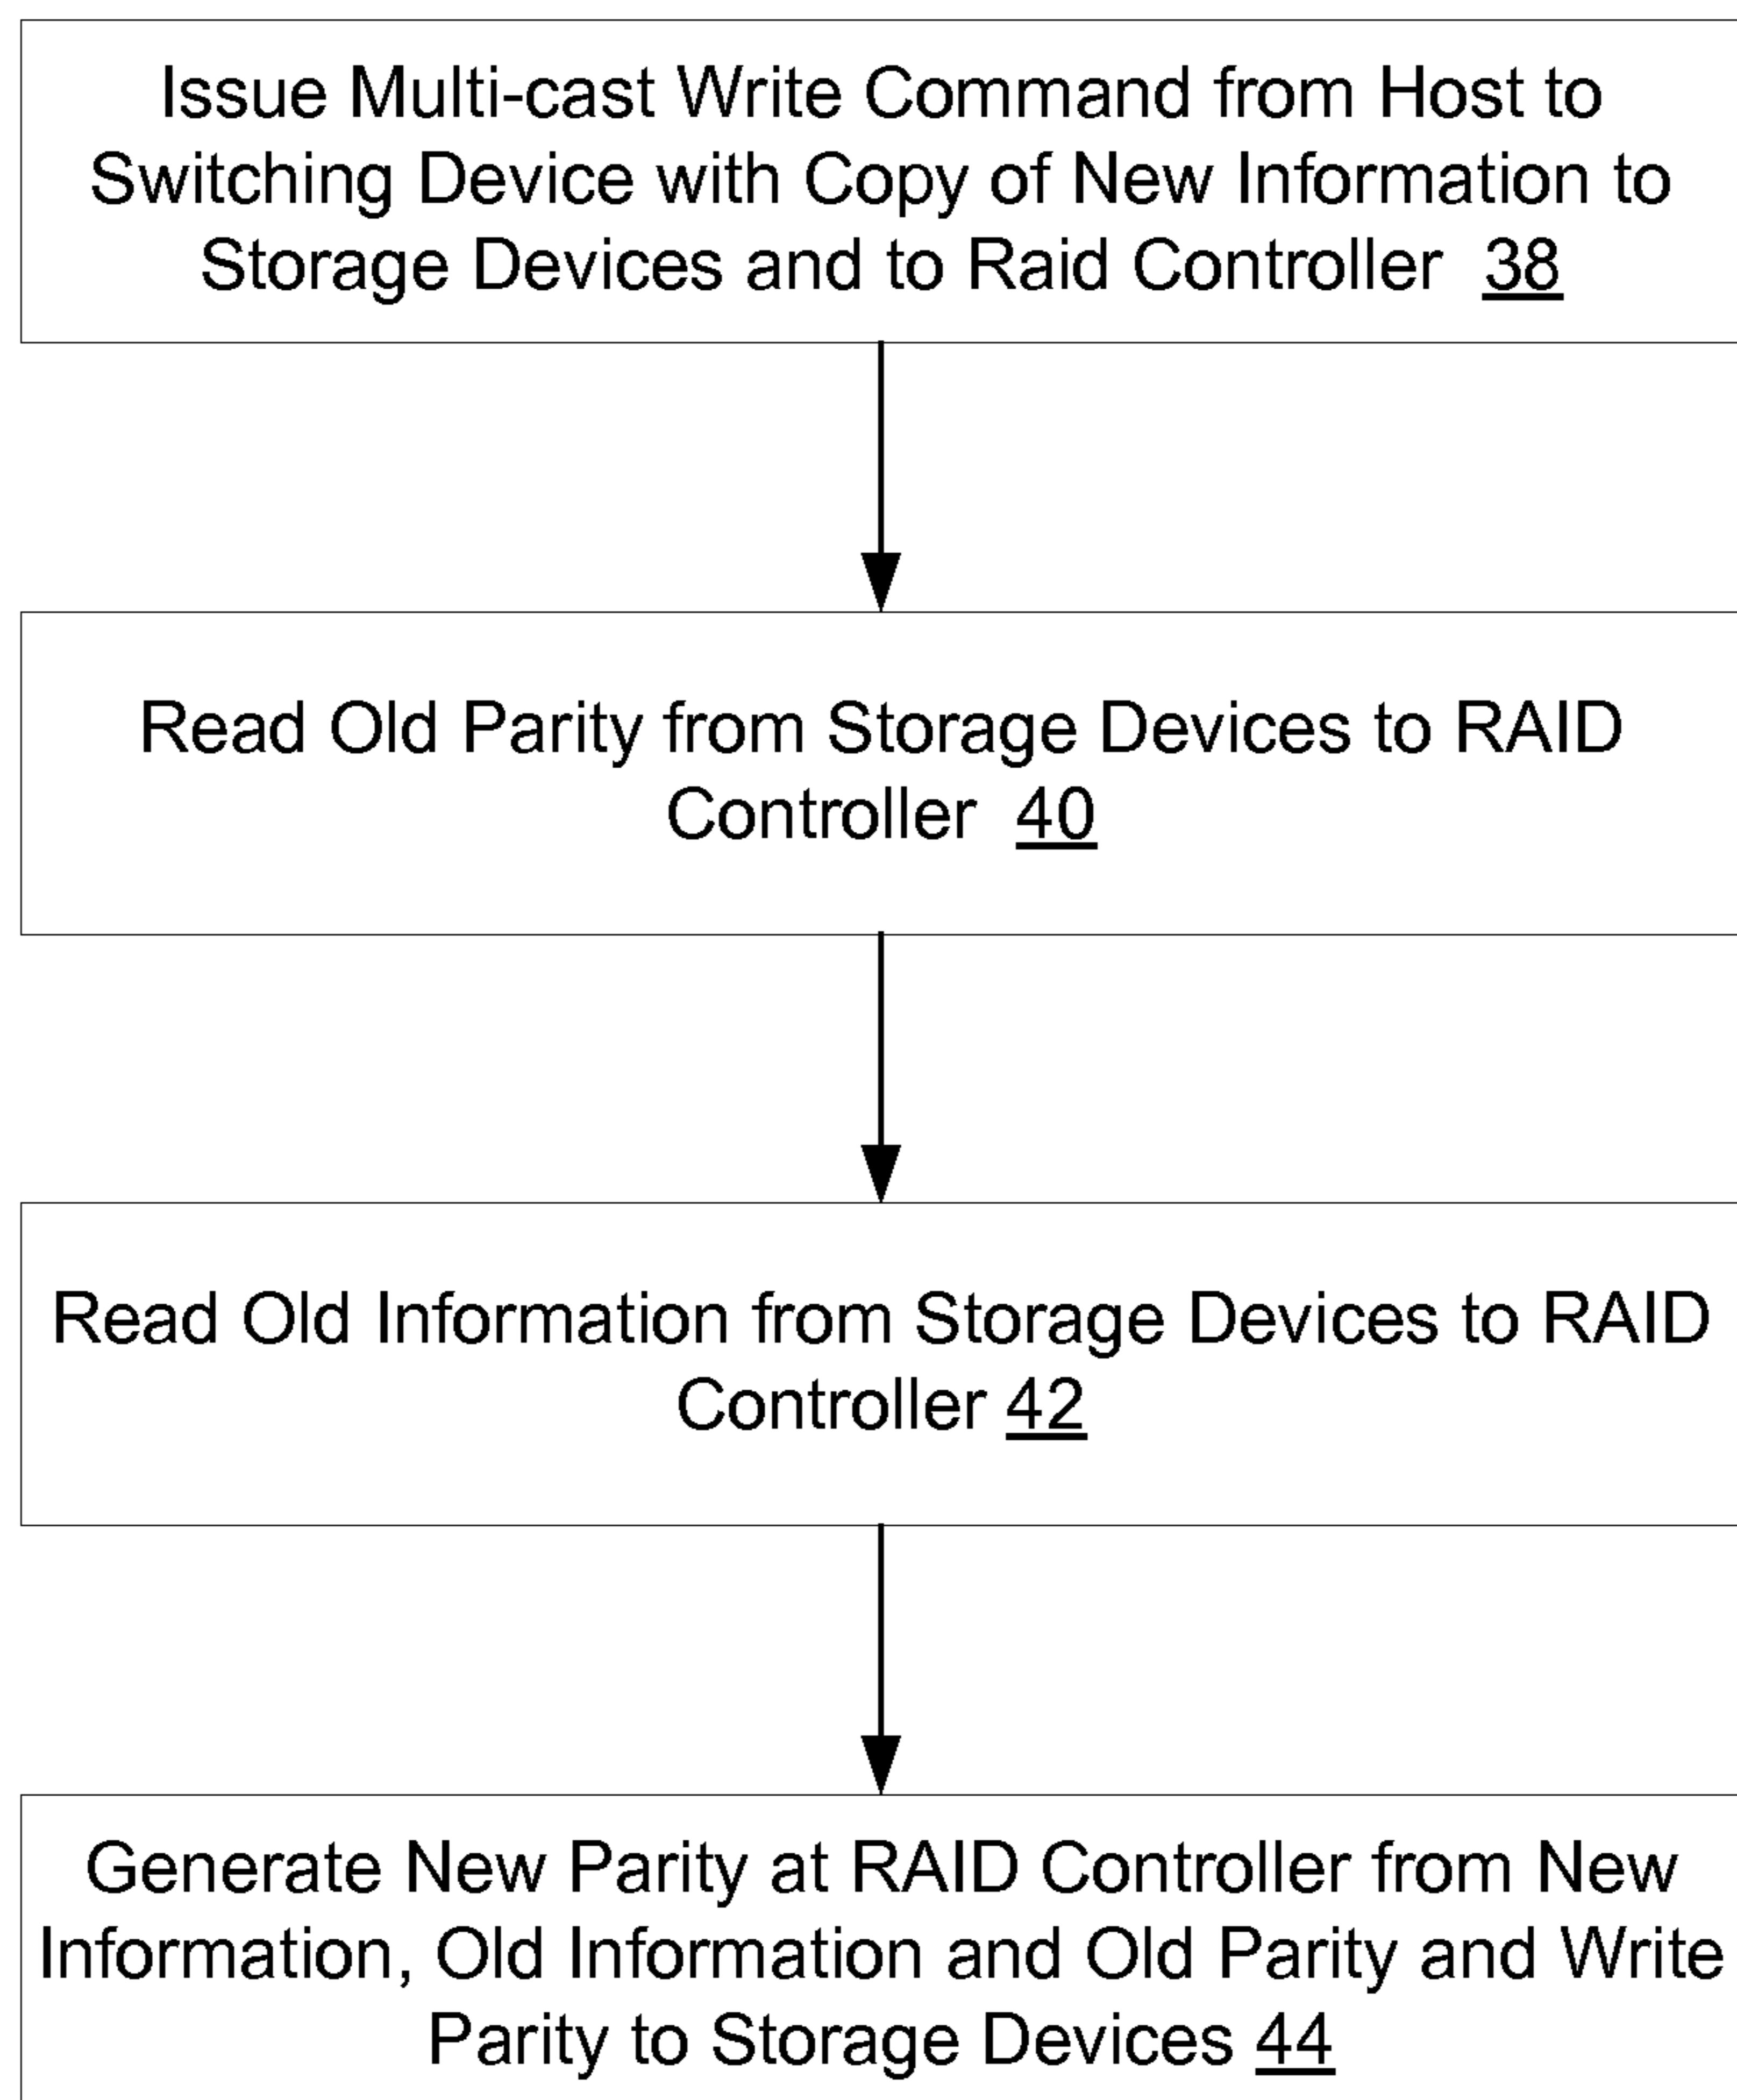 Issue Multi-cast Write Command from Host to
Switching Device with Copy of New Information to
Storage Devices and to Raid Controller 38
Read Old Parity from Storage Devices to RAID
Controller 40
Read Old Information from Storage Devices to RAID
Controller 42
Generate New Parity at RAID Controller from New
Information, Old Information and Old Parity and Write
Parity to Storage Devices 44